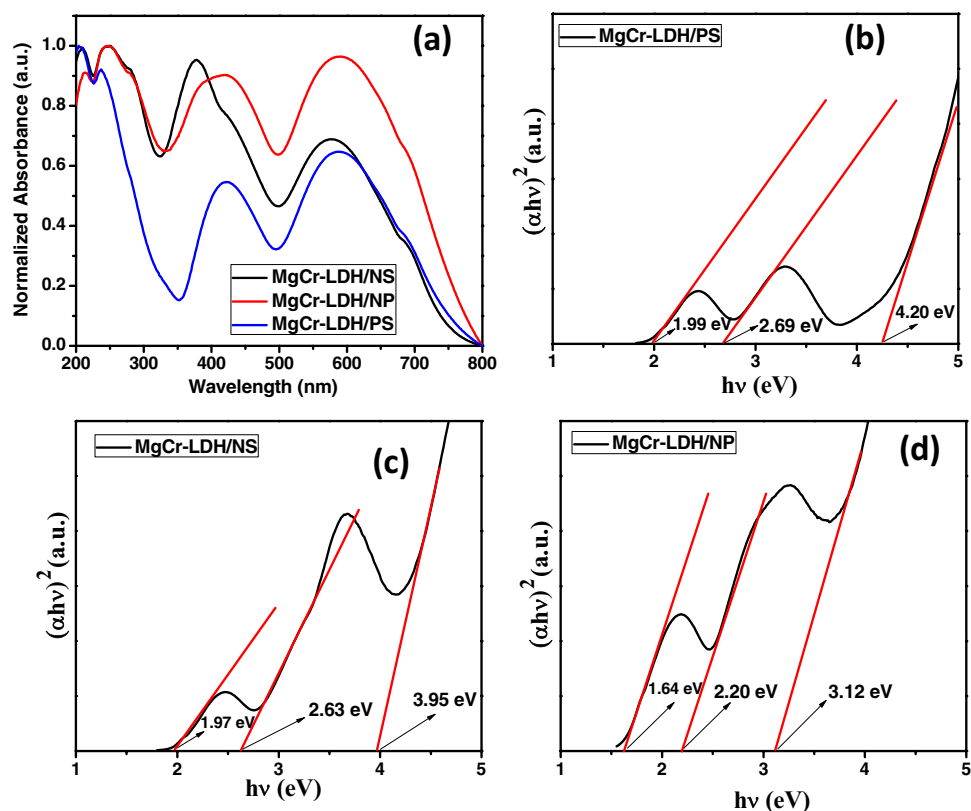 (a)
Normalized Absorbance (a.u.)
1.0
0.8
0.6
0.4
0.2
0.0
MgCr-LDH/NS
MgCr-LDH/NP
MgCr-LDH/PS
200 300 400 500 600 700 800
Wavelength (nm)
(b)
MgCr-LDH/PS
(αhν)² (a.u.)
1.99 eV
2.69 eV
4.20 eV
1 2 3 4 5
hν (eV)
(c)
MgCr-LDH/NS
(αhν)² (a.u.)
1.97 eV
2.63 eV
3.95 eV
1 2 3 4 5
hν (eV)
(d)
MgCr-LDH/NP
(αhν)² (a.u.)
1.64 eV
2.20 eV
3.12 eV
1 2 3 4 5
hν (eV)